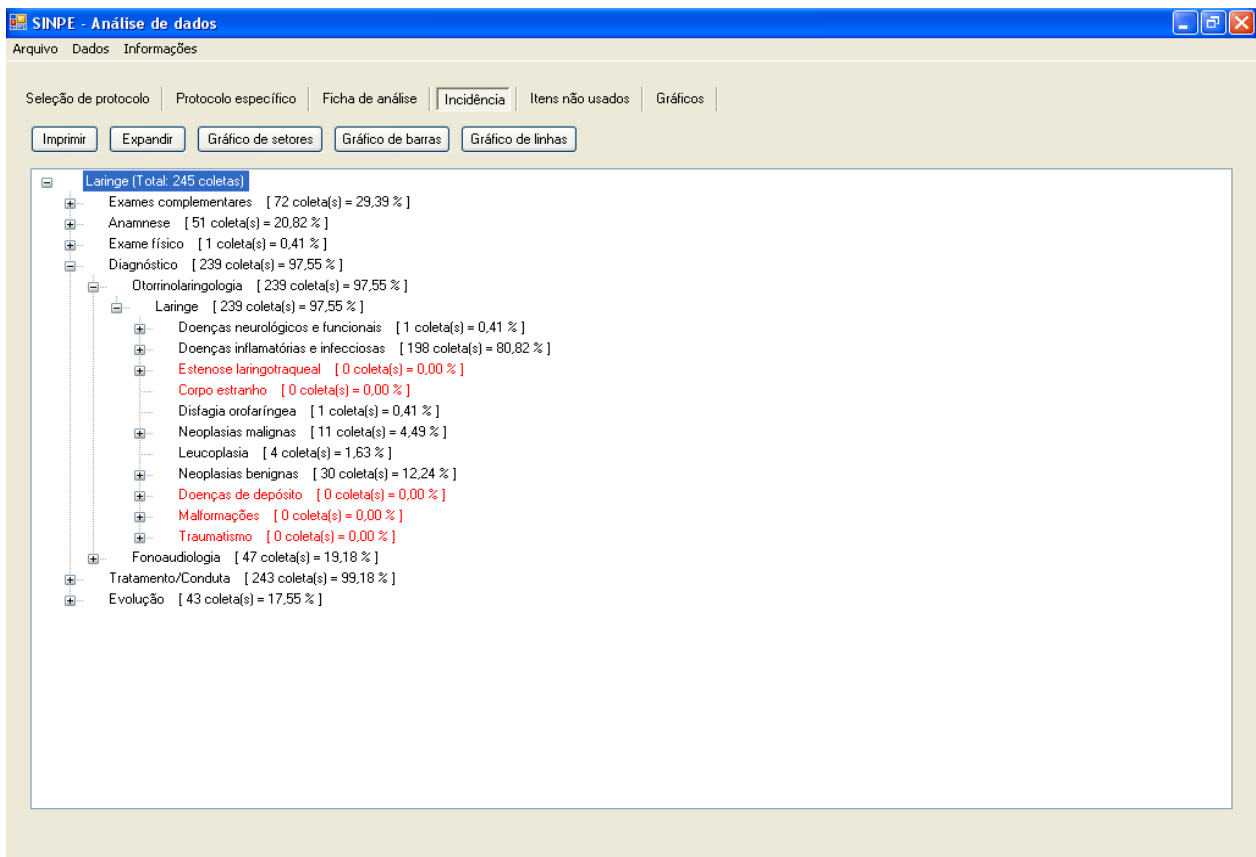 SINPE - Análise de dados
Arquivo Dados Informações
Seleção de protocolo Protocolo específico Ficha de análise Incidência Itens não usados Gráficos
Imprimir Expandir Gráfico de setores Gráfico de barras Gráfico de linhas
Laringe (Total: 245 coletas)
Exames complementares [ 72 coleta(s) = 29,39 % ]
Anamnese [ 51 coleta(s) = 20,82 % ]
Exame físico [ 1 coleta(s) = 0,41 % ]
Diagnóstico [ 239 coleta(s) = 97,55 % ]
Otorrinolaringologia [ 239 coleta(s) = 97,55 % ]
Laringe [ 239 coleta(s) = 97,55 % ]
Doenças neurológicos e funcionais [ 1 coleta(s) = 0,41 % ]
Doenças inflamatórias e infecciosas [ 198 coleta(s) = 80,82 % ]
Estenose laringotraqueal [ 0 coleta(s) = 0,00 % ]
Corpo estranho [ 0 coleta(s) = 0,00 % ]
Disfagia orofaríngea [ 1 coleta(s) = 0,41 % ]
Neoplasias malignas [ 11 coleta(s) = 4,49 % ]
Leucoplasia [ 4 coleta(s) = 1,63 % ]
Neoplasias benignas [ 30 coleta(s) = 12,24 % ]
Doenças de depósito [ 0 coleta(s) = 0,00 % ]
Malformações [ 0 coleta(s) = 0,00 % ]
Traumatismo [ 0 coleta(s) = 0,00 % ]
Fonoaudiologia [ 47 coleta(s) = 19,18 % ]
Tratamento/Conduta [ 243 coleta(s) = 99,18 % ]
Evolução [ 43 coleta(s) = 17,55 % ]